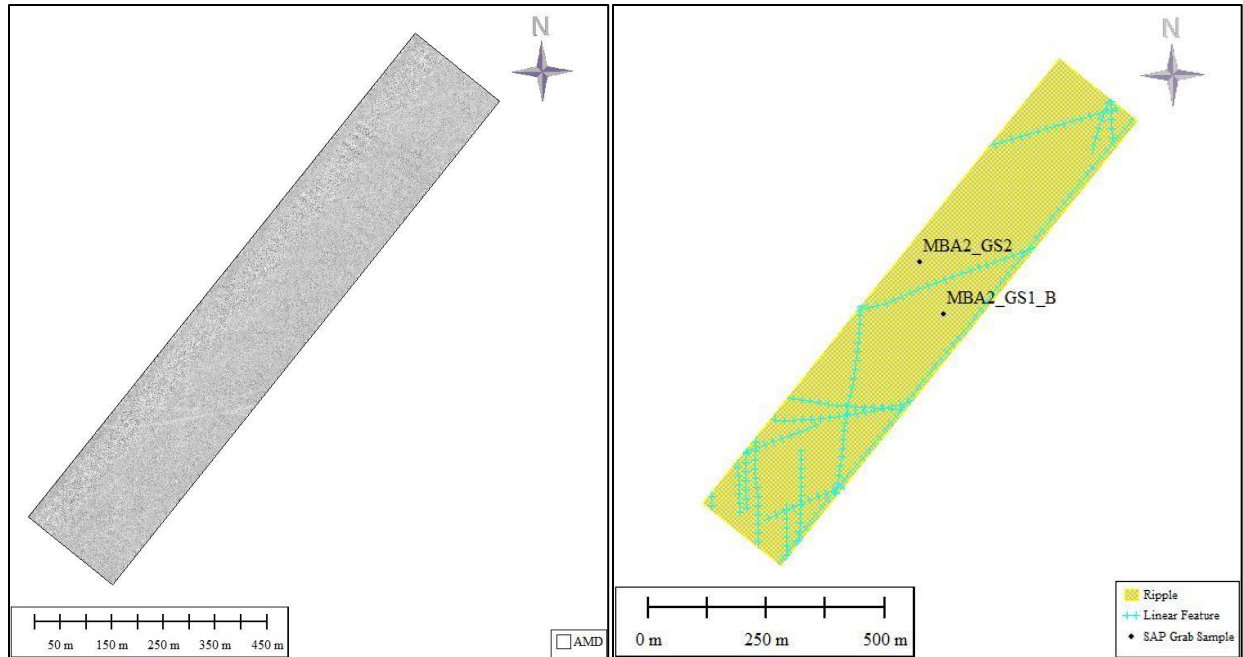 N
50 m 150 m 250 m 350 m 450 m
AMD
N
MBA2_GS2
MBA2_GS1_B
0 m 250 m 500 m
Ripple
Linear Feature
SAP Grab Sample